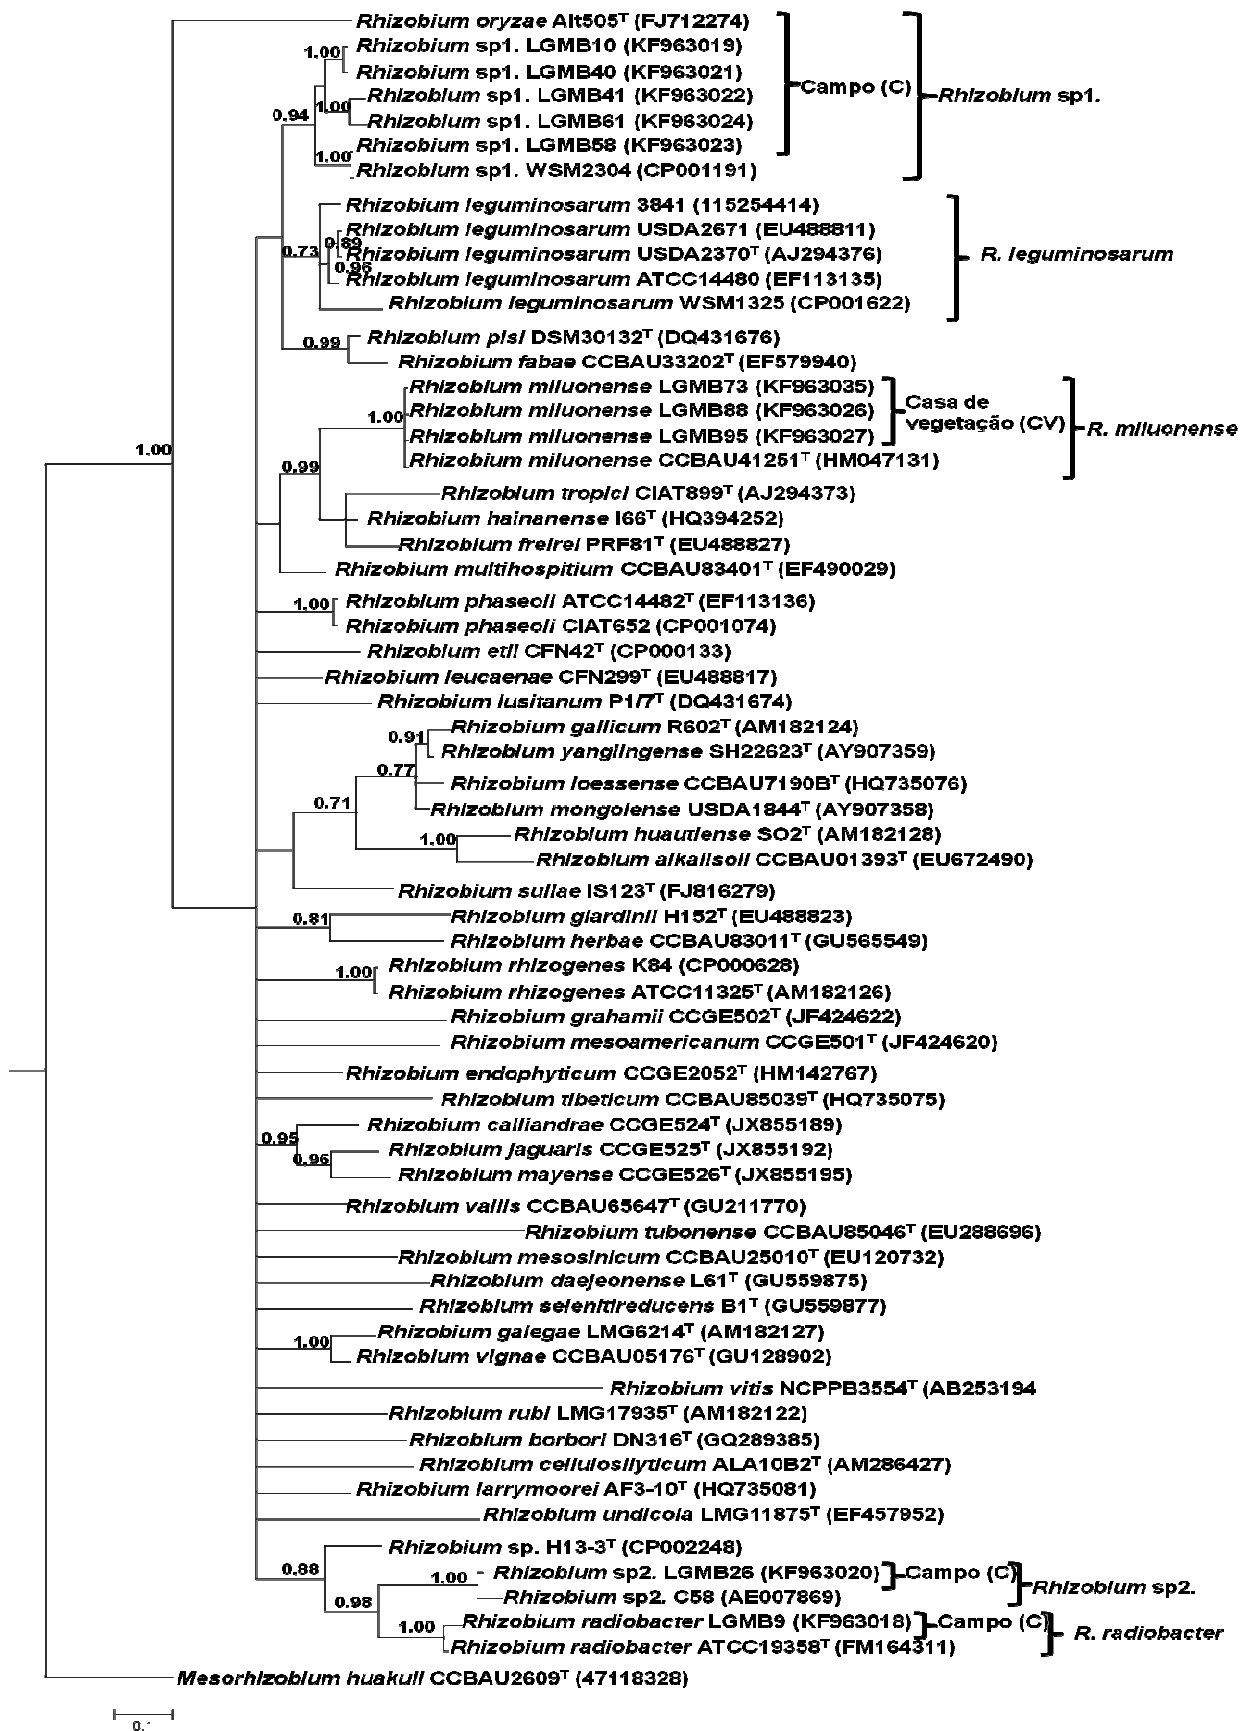 Rhizobium oryzae Alt505ᵀ (FJ712274)
1.00
Rhizobium sp1. LGMB10 (KF963019)
Rhizobium sp1. LGMB40 (KF963021)
Campo (C)
Rhizobium sp1.
Rhizobium sp1. LGMB41 (KF963022)
1.00
0.94
Rhizobium sp1. LGMB61 (KF963024)
Rhizobium sp1. LGMB58 (KF963023)
1.00
Rhizobium sp1. WSM2304 (CP001191)
Rhizobium leguminosarum 3841 (115254414)
Rhizobium leguminosarum USDA2671 (EU488811)
0.89
0.73
Rhizobium leguminosarum USDA2370ᵀ (AJ294376)
R. leguminosarum
0.96
Rhizobium leguminosarum ATCC14480 (EF113135)
Rhizobium leguminosarum WSM1325 (CP001622)
Rhizobium pisi DSM30132ᵀ (DQ431676)
0.99
Rhizobium fabae CCBAU33202ᵀ (EF579940)
Rhizobium miluonense LGMB73 (KF963035)
Casa de
vegetação (CV)
1.00
Rhizobium miluonense LGMB88 (KF963026)
R. miluonense
Rhizobium miluonense LGMB95 (KF963027)
Rhizobium miluonense CCBAU41251ᵀ (HM047131)
1.00
0.99
Rhizobium tropici CIAT899ᵀ (AJ294373)
Rhizobium hainanense I66ᵀ (HQ394252)
Rhizobium freirei PRF81ᵀ (EU488827)
Rhizobium multihospitium CCBAU83401ᵀ (EF490029)
1.00
Rhizobium phaseoli ATCC14482ᵀ (EF113136)
Rhizobium phaseoli CIAT652 (CP001074)
Rhizobium etli CFN42ᵀ (CP000133)
Rhizobium leucaenae CFN299ᵀ (EU488817)
Rhizobium lusitanum P1/7ᵀ (DQ431674)
Rhizobium gallicum R602ᵀ (AM182124)
0.91
Rhizobium yanglingense SH22623ᵀ (AY907359)
0.77
Rhizobium loessense CCBAU7190Bᵀ (HQ735076)
0.71
Rhizobium mongolense USDA1844ᵀ (AY907358)
Rhizobium huautlense SO2ᵀ (AM182128)
1.00
Rhizobium alkalisoli CCBAU01393ᵀ (EU672490)
Rhizobium sullae IS123ᵀ (FJ816279)
0.81
Rhizobium giardinii H152ᵀ (EU488823)
Rhizobium herbae CCBAU83011ᵀ (GU565549)
1.00
Rhizobium rhizogenes K84 (CP000628)
Rhizobium rhizogenes ATCC11325ᵀ (AM182126)
Rhizobium grahamii CCGE502ᵀ (JF424622)
Rhizobium mesoamericanum CCGE501ᵀ (JF424620)
Rhizobium endophyticum CCGE2052ᵀ (HM142767)
Rhizobium tibeticum CCBAU85039ᵀ (HQ735075)
Rhizobium calliandrae CCGE524ᵀ (JX855189)
0.95
Rhizobium jaguaris CCGE525ᵀ (JX855192)
0.96
Rhizobium mayense CCGE526ᵀ (JX855195)
Rhizobium vallis CCBAU65647ᵀ (GU211770)
Rhizobium tubonense CCBAU85046ᵀ (EU288696)
Rhizobium mesosinicum CCBAU25010ᵀ (EU120732)
Rhizobium daejeonense L61ᵀ (GU559875)
Rhizobium selenitireducens B1ᵀ (GU559877)
Rhizobium galegae LMG6214ᵀ (AM182127)
1.00
Rhizobium vignae CCBAU05176ᵀ (GU128902)
Rhizobium vitis NCPPB3554ᵀ (AB253194
Rhizobium rubi LMG17935ᵀ (AM182122)
Rhizobium borbori DN316ᵀ (GQ289385)
Rhizobium cellulosilyticum ALA10B2ᵀ (AM286427)
Rhizobium larrymoorei AF3-10ᵀ (HQ735081)
Rhizobium undicola LMG11875ᵀ (EF457952)
Rhizobium sp. H13-3ᵀ (CP002248)
0.88
1.00
Rhizobium sp2. LGMB26 (KF963020)
Campo (C)
Rhizobium sp2.
Rhizobium sp2. C58 (AE007869)
0.98
1.00
Rhizobium radiobacter LGMB9 (KF963018)
Campo (C)
R. radiobacter
Rhizobium radiobacter ATCC19358ᵀ (FM164311)
Mesorhizobium huakuii CCBAU2609ᵀ (47118328)
0.1